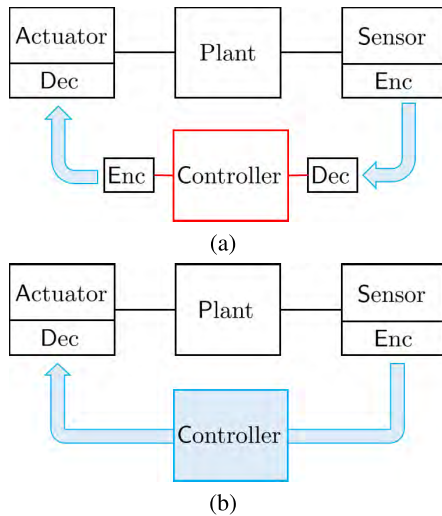 Actuator
Plant
Sensor
Dec
Enc
Enc
Controller
Dec
(a)
Actuator
Plant
Sensor
Dec
Enc
Controller
(b)